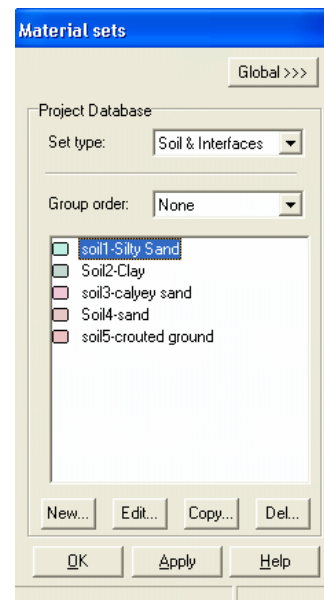 Material sets
Global >>>
Project Database
Set type: Soil & Interfaces
Group order: None
soil1-Silty Sand
Soil2-Clay
soil3-calyey sand
Soil4-sand
soil5-crouted ground
New... Edit... Copy... Del...
OK Apply Help